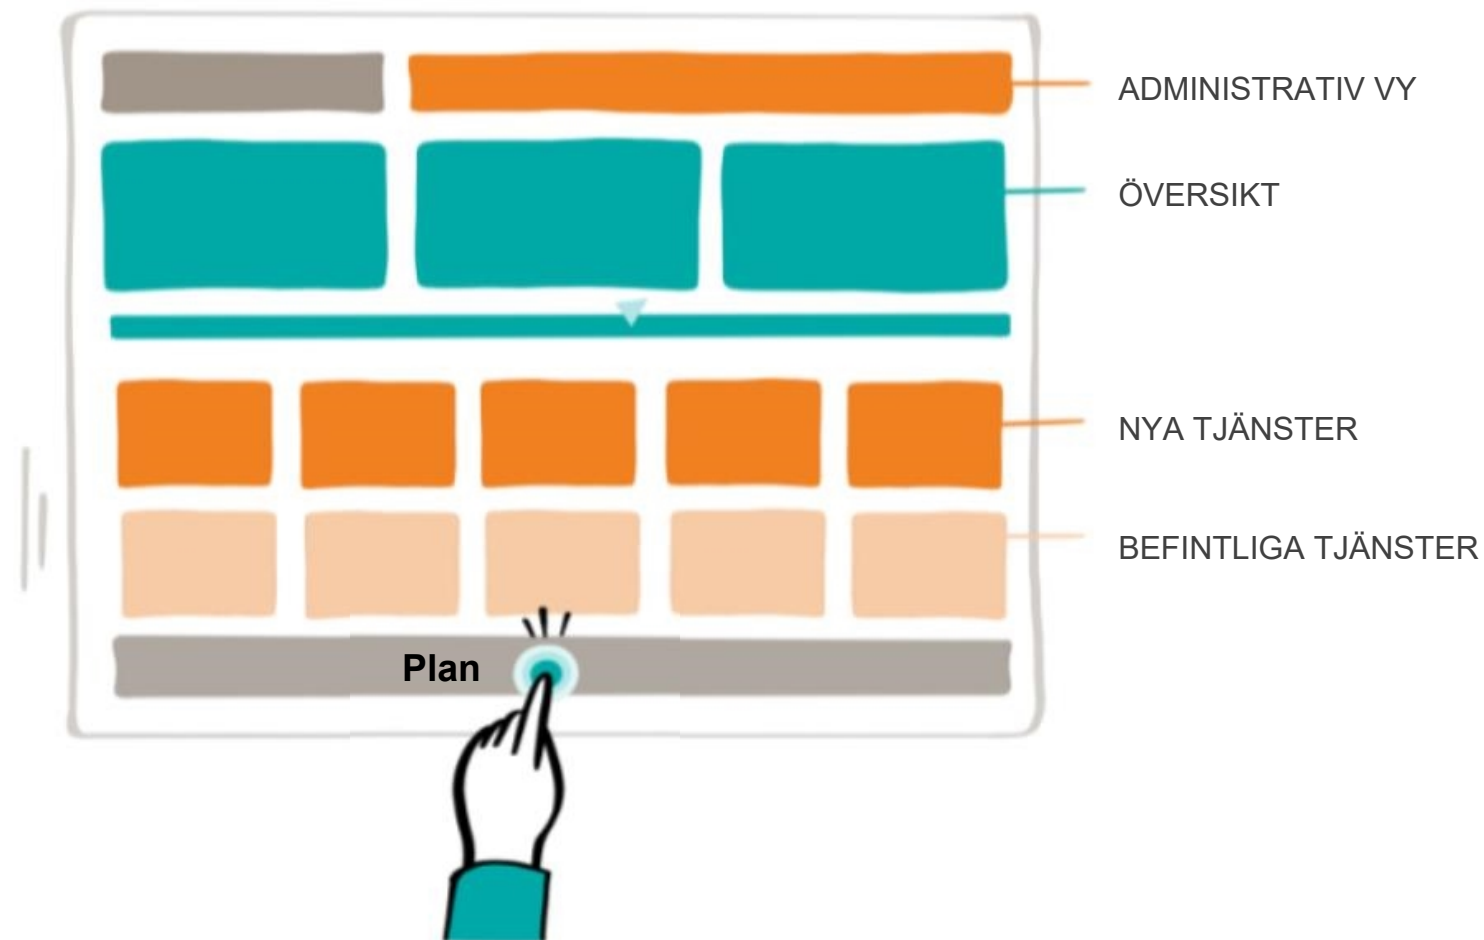 ADMINISTRATIV VY
ÖVERSIKT
NYA TJÄNSTER
BEFINTLIGA TJÄNSTER
Plan